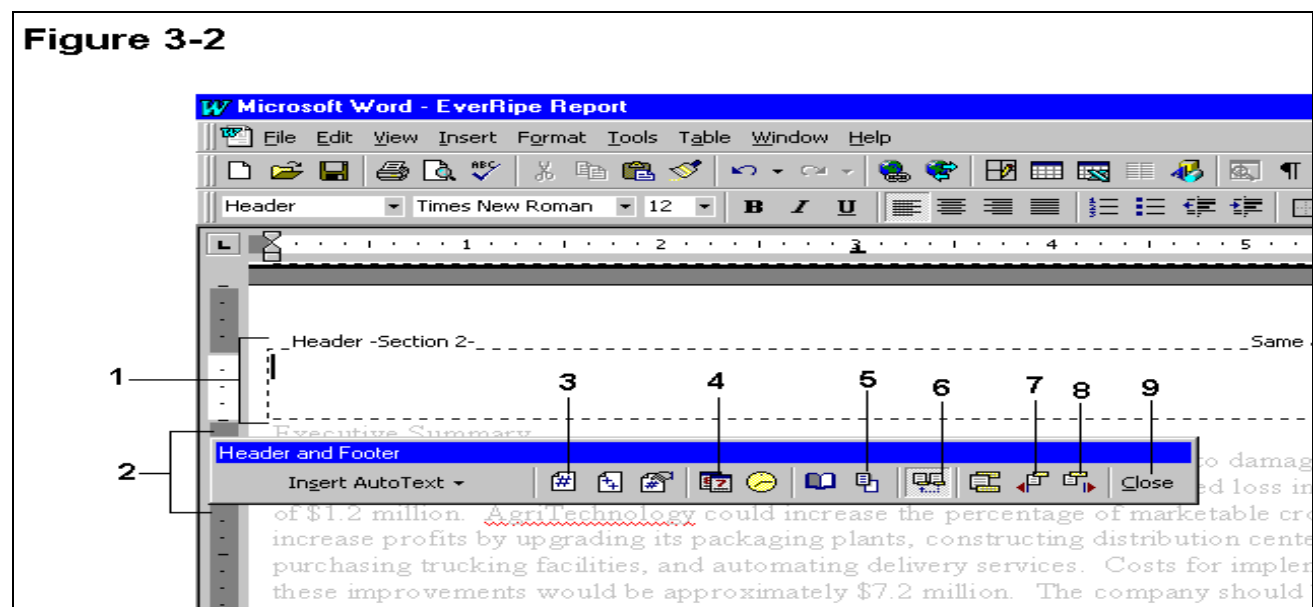 Figure 3-2
Microsoft Word - EverRipe Report
File Edit View Insert Format Tools Table Window Help
ABC
Header Times New Roman 12 B I U
L 1 2 3 4 5
Header -Section 2- Same
1 3 4 5 6 7 8 9
Executive Summary
2
Header and Footer
to damag
Insert AutoText Close
ed loss in
of $1.2 million. AgriTechnology could increase the percentage of marketable cro
increase profits by upgrading its packaging plants, constructing distribution cente
purchasing trucking facilities, and automating delivery services. Costs for implem
these improvements would be approximately $7.2 million. The company should